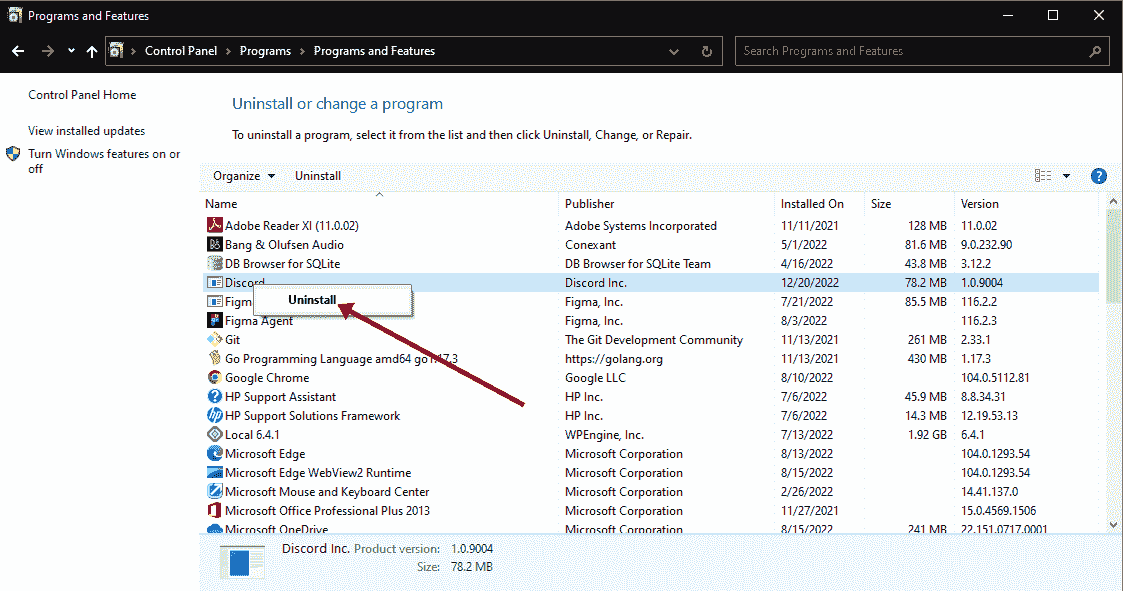 Programs and Features
Control Panel > Programs > Programs and Features
Search Programs and Features
Control Panel Home
View installed updates
Turn Windows features on or
off
Uninstall or change a program
To uninstall a program, select it from the list and then click Uninstall, Change, or Repair.
Organize Uninstall
Name Publisher Installed On Size Version
Adobe Reader XI (11.0.02) Adobe Systems Incorporated 11/11/2021 128 MB 11.0.02
Bang & Olufsen Audio Conexant 5/1/2022 81.6 MB 9.0.232.90
DB Browser for SQLite DB Browser for SQLite Team 4/16/2022 43.8 MB 3.12.2
Discord Discord Inc. 12/20/2022 78.2 MB 1.0.9004
Uninstall
Figm Figma, Inc. 7/21/2022 85.5 MB 116.2.2
Figma Agent Figma, Inc. 8/3/2022 116.2.3
Git The Git Development Community 11/13/2021 261 MB 2.33.1
Go Programming Language amd64 go1.17.3 https://golang.org 11/13/2021 430 MB 1.17.3
Google Chrome Google LLC 8/10/2022 104.0.5112.81
HP Support Assistant HP Inc. 7/6/2022 45.9 MB 8.8.34.31
HP Support Solutions Framework HP Inc. 7/6/2022 14.3 MB 12.19.53.13
Local 6.4.1 WPEngine, Inc. 7/13/2022 1.92 GB 6.4.1
Microsoft Edge Microsoft Corporation 8/13/2022 104.0.1293.54
Microsoft Edge WebView2 Runtime Microsoft Corporation 8/15/2022 104.0.1293.54
Microsoft Mouse and Keyboard Center Microsoft Corporation 2/26/2022 14.41.137.0
Microsoft Office Professional Plus 2013 Microsoft Corporation 11/27/2021 15.0.4569.1506
Microsoft OneDrive Microsoft Corporation 8/15/2022 241 MB 22.151.0717.0001
Discord Inc. Product version: 1.0.9004
Size: 78.2 MB